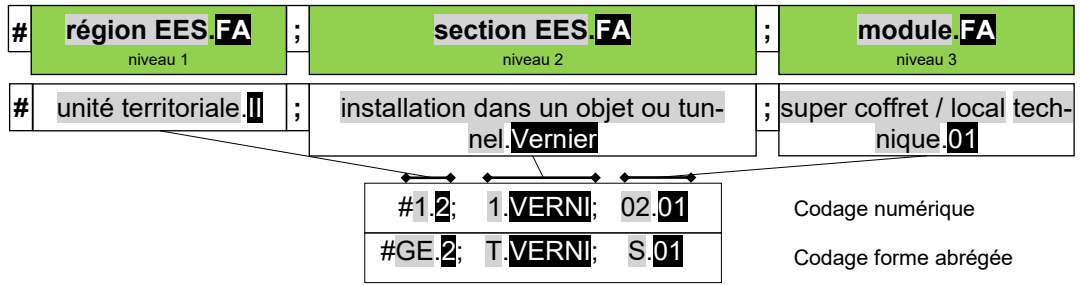 # région EES.FA ; section EES.FA ; module.FA
niveau 1 niveau 2 niveau 3
# unité territoriale.II ; installation dans un objet ou tun- ; super coffret / local tech-
nel.Vernier nique.01
#1.2; 1.VERNI; 02.01 Codage numérique
#GE.2; T.VERNI; S.01 Codage forme abrégée